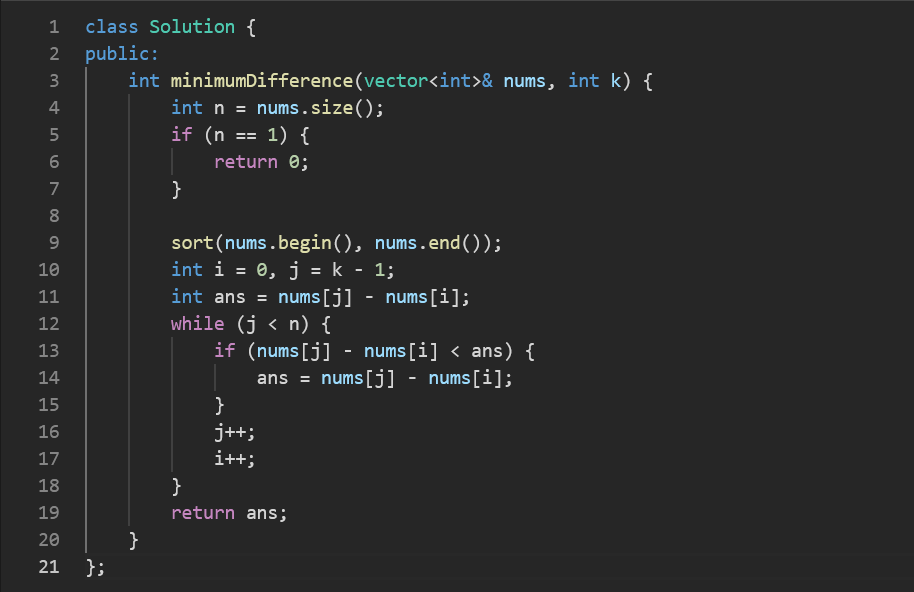 1 class Solution {
2 public:
3     int minimumDifference(vector<int>& nums, int k) {
4         int n = nums.size();
5         if (n == 1) {
6             return 0;
7         }
8
9         sort(nums.begin(), nums.end());
10         int i = 0, j = k - 1;
11         int ans = nums[j] - nums[i];
12         while (j < n) {
13             if (nums[j] - nums[i] < ans) {
14                 ans = nums[j] - nums[i];
15             }
16             j++;
17             i++;
18         }
19         return ans;
20     }
21 };